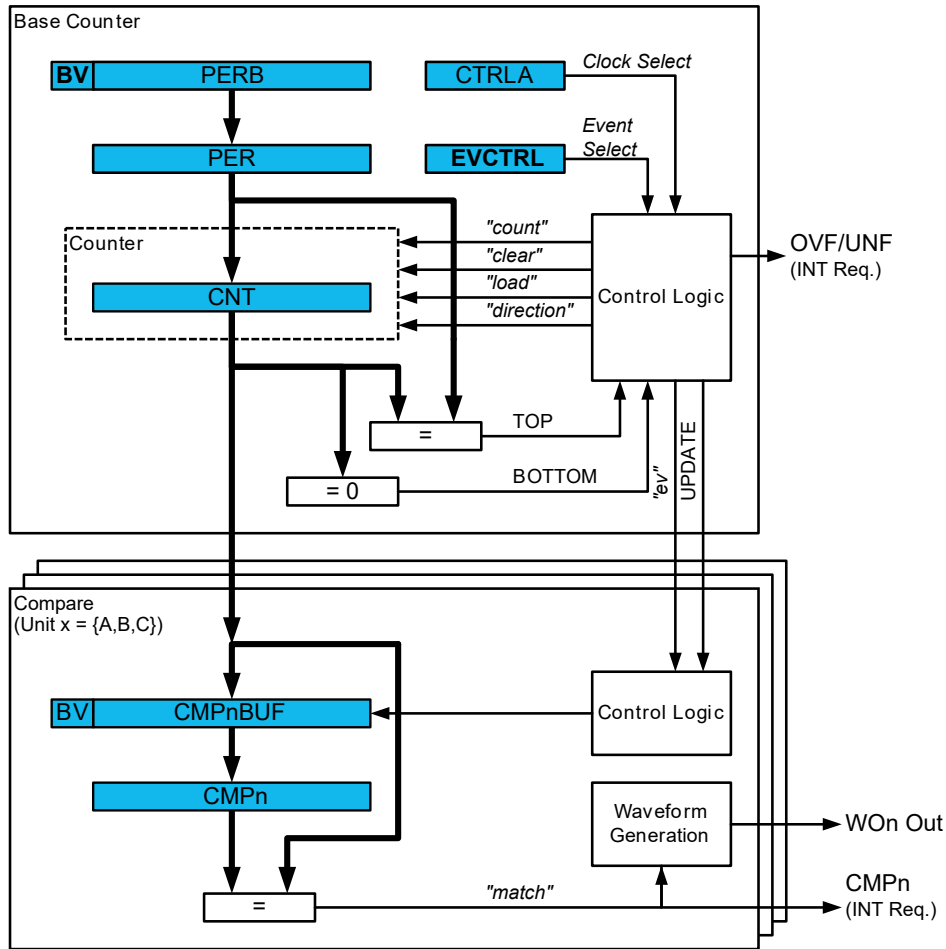 Base Counter
BV PERB
CTRLA
Clock Select
PER
EVCTRL
Event
Select
Counter
CNT
"count"
"clear"
"load"
"direction"
Control Logic
OVF/UNF
(INT Req.)
=
TOP
= 0
BOTTOM
"ev"
UPDATE
Compare
(Unit x = {A,B,C})
BV CMPnBUF
Control Logic
CMPn
Waveform
Generation
WOn Out
=
"match"
CMPn
(INT Req.)